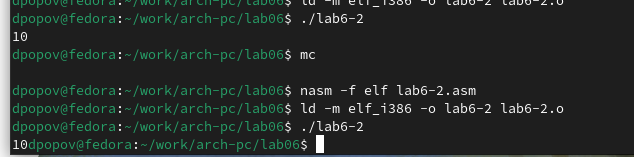 dpopov@fedora:~/work/arch-pc/lab06$ ld -m elf_i386 -o lab6-2 lab6-2.o
dpopov@fedora:~/work/arch-pc/lab06$ ./lab6-2
10
dpopov@fedora:~/work/arch-pc/lab06$ mc
dpopov@fedora:~/work/arch-pc/lab06$ nasm -f elf lab6-2.asm
dpopov@fedora:~/work/arch-pc/lab06$ ld -m elf_i386 -o lab6-2 lab6-2.o
dpopov@fedora:~/work/arch-pc/lab06$ ./lab6-2
10dpopov@fedora:~/work/arch-pc/lab06$